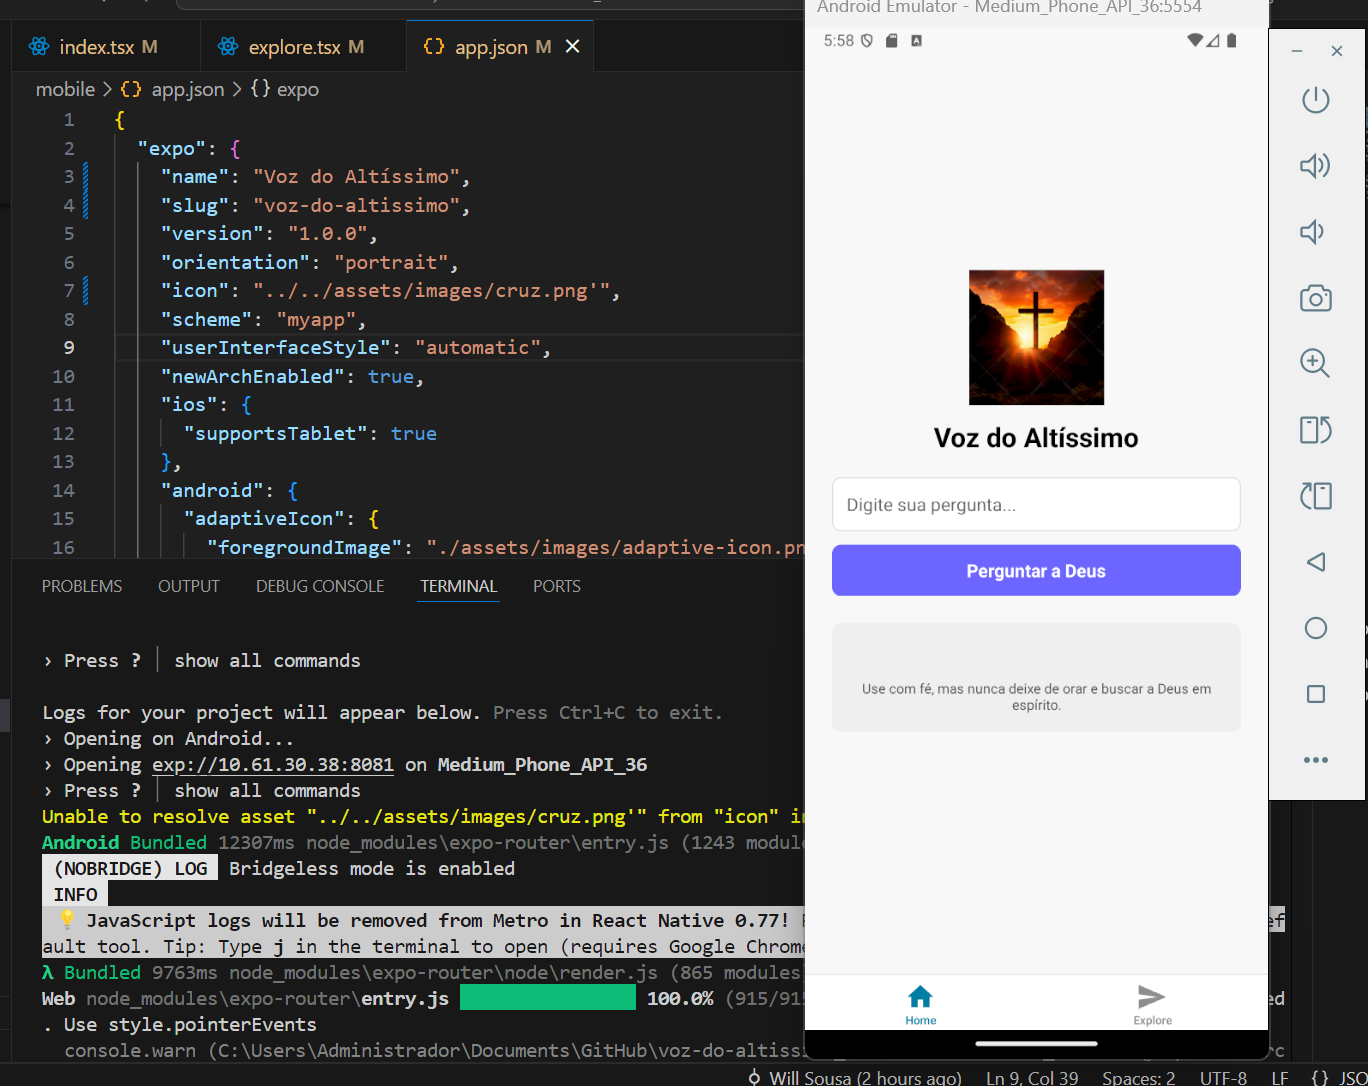 Android Emulator - Medium_Phone_API_36:5554
index.tsx M
explore.tsx M
{} app.json M
mobile > {} app.json > {} expo
1 {
2 "expo": {
3 "name": "Voz do Altíssimo",
4 "slug": "voz-do-altissimo",
5 "version": "1.0.0",
6 "orientation": "portrait",
7 "icon": "../../assets/images/cruz.png'",
8 "scheme": "myapp",
9 "userInterfaceStyle": "automatic",
10 "newArchEnabled": true,
11 "ios": {
12 "supportsTablet": true
13 },
14 "android": {
15 "adaptiveIcon": {
16 "foregroundImage": "./assets/images/adaptive-icon.pn
PROBLEMS OUTPUT DEBUG CONSOLE TERMINAL PORTS
› Press ? │ show all commands
Logs for your project will appear below. Press Ctrl+C to exit.
› Opening on Android...
› Opening exp://10.61.30.38:8081 on Medium_Phone_API_36
› Press ? │ show all commands
Unable to resolve asset "../../assets/images/cruz.png'" from "icon" i
Android Bundled 12307ms node_modules\expo-router\entry.js (1243 modul
(NOBRIDGE) LOG Bridgeless mode is enabled
INFO
💡 JavaScript logs will be removed from Metro in React Native 0.77! ef
ault tool. Tip: Type j in the terminal to open (requires Google Chrom
λ Bundled 9763ms node_modules\expo-router\node\render.js (865 modules
Web node_modules\expo-router\entry.js 100.0% (915/91 ed
. Use style.pointerEvents
console.warn (C:\Users\Administrador\Documents\GitHub\voz-do-altiss rc
5:58
Voz do Altíssimo
Digite sua pergunta...
Perguntar a Deus
Use com fé, mas nunca deixe de orar e buscar a Deus em
espírito.
Home
Explore
Will Sousa (2 hours ago) Ln 9, Col 39 Spaces: 2 UTF-8 LF {} JSO